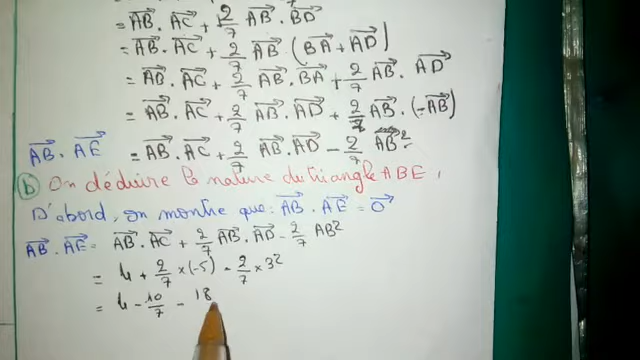 = AB⃗ . AC⃗ + 2/7 AB⃗ . BD⃗
= AB⃗ . AC⃗ + 2/7 AB⃗ (BA⃗ + AD⃗)
= AB⃗ . AC⃗ + 2/7 AB⃗ . BA⃗ + 2/7 AB⃗ . AD⃗
= AB⃗ . AC⃗ + 2/7 AB⃗ . AD⃗ + 2/7 AB⃗ . (-AB⃗)
AB⃗ . AE⃗ = AB⃗ . AC⃗ + 2/7 AB⃗ . AD⃗ - 2/7 AB⃗²
b) On déduire la nature du triangle ABE,
D'abord, on montre que : AB⃗ . AE⃗ = 0⃗
AB⃗ . AE⃗ = AB⃗ . AC⃗ + 2/7 AB⃗ . AD⃗ - 2/7 AB²
= 4 + 2/7 × (-5) - 2/7 × 3²
= 4 - 10/7 - 18